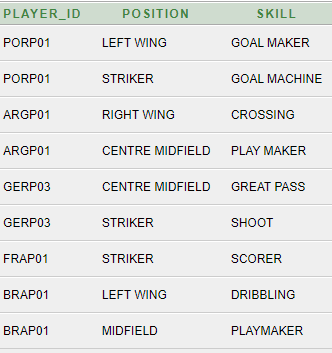 PLAYER_ID POSITION SKILL
PORP01 LEFT WING GOAL MAKER
PORP01 STRIKER GOAL MACHINE
ARGP01 RIGHT WING CROSSING
ARGP01 CENTRE MIDFIELD PLAY MAKER
GERP03 CENTRE MIDFIELD GREAT PASS
GERP03 STRIKER SHOOT
FRAP01 STRIKER SCORER
BRAP01 LEFT WING DRIBBLING
BRAP01 MIDFIELD PLAYMAKER